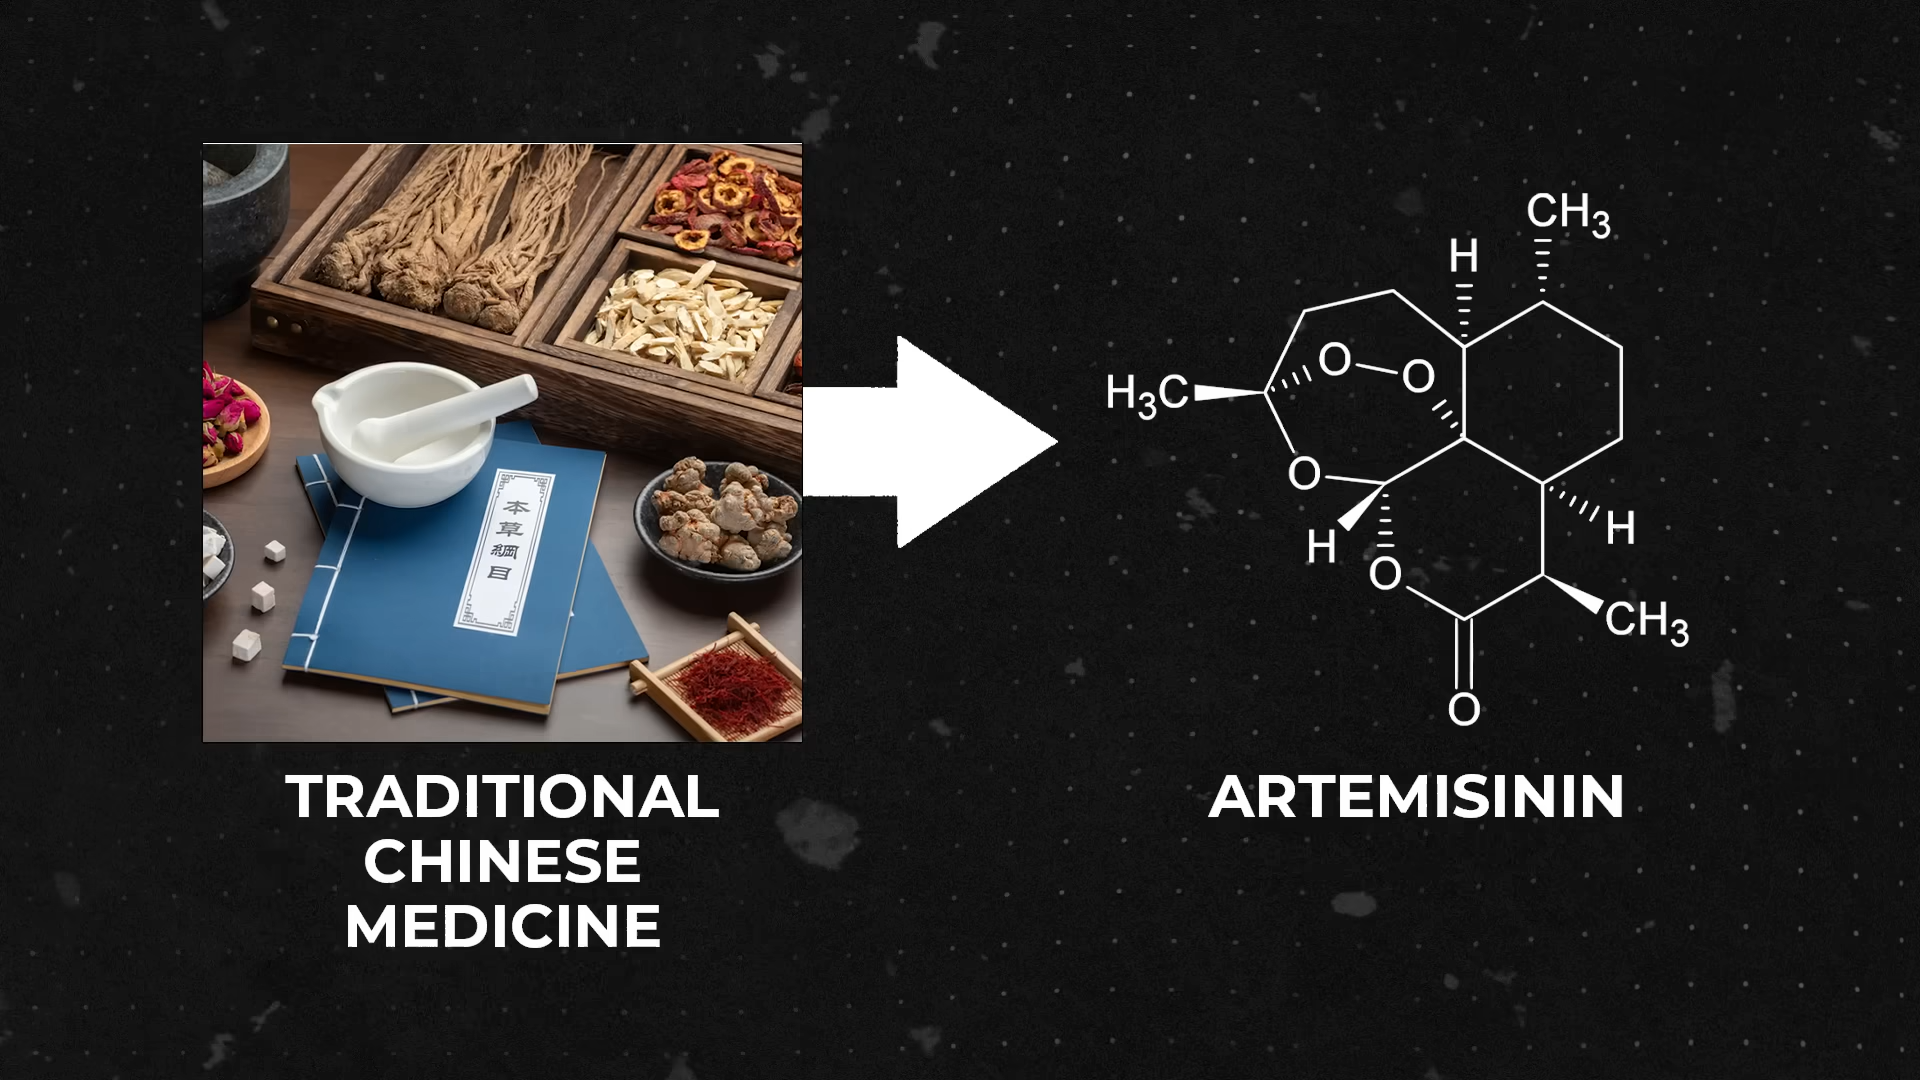 本草綱目
TRADITIONAL
CHINESE
MEDICINE
CH3
H
O
O
H3C
O
H
H
O
CH3
O
ARTEMISININ